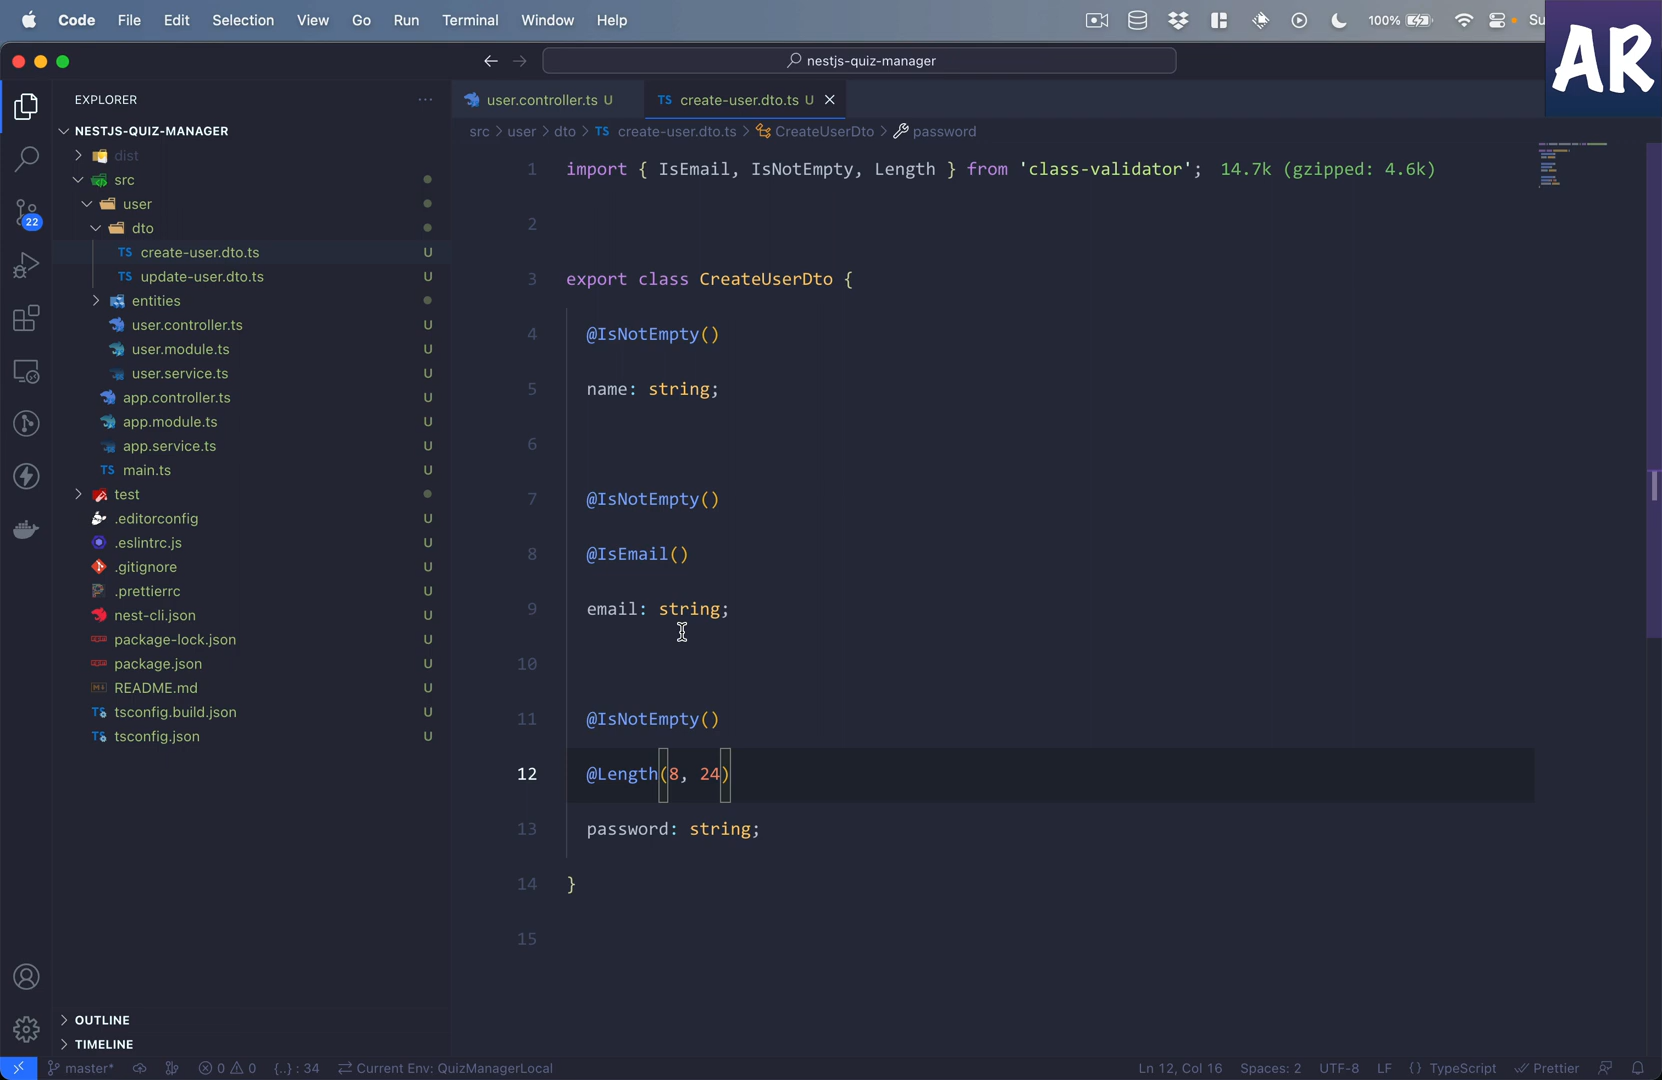 Code File Edit Selection View Go Run Terminal Window Help
100% Su
AR
nestjs-quiz-manager
EXPLORER
user.controller.ts U
TS create-user.dto.ts U
src > user > dto > TS create-user.dto.ts > CreateUserDto > password
NESTJS-QUIZ-MANAGER
dist
src
user
dto
TS create-user.dto.ts U
TS update-user.dto.ts U
entities
user.controller.ts U
user.module.ts U
user.service.ts U
app.controller.ts U
app.module.ts U
app.service.ts U
TS main.ts U
test
.editorconfig U
.eslintrc.js U
.gitignore U
.prettierrc U
nest-cli.json U
package-lock.json U
package.json U
README.md U
TS tsconfig.build.json U
TS tsconfig.json U
22
OUTLINE
TIMELINE
1 import { IsEmail, IsNotEmpty, Length } from 'class-validator'; 14.7k (gzipped: 4.6k)
2
3 export class CreateUserDto {
4 @IsNotEmpty()
5 name: string;
6
7 @IsNotEmpty()
8 @IsEmail()
9 email: string;
10
11 @IsNotEmpty()
12 @Length(8, 24)
13 password: string;
14 }
15
master* 0 0 {..} : 34 Current Env: QuizManagerLocal Ln 12, Col 16 Spaces: 2 UTF-8 LF {} TypeScript Prettier